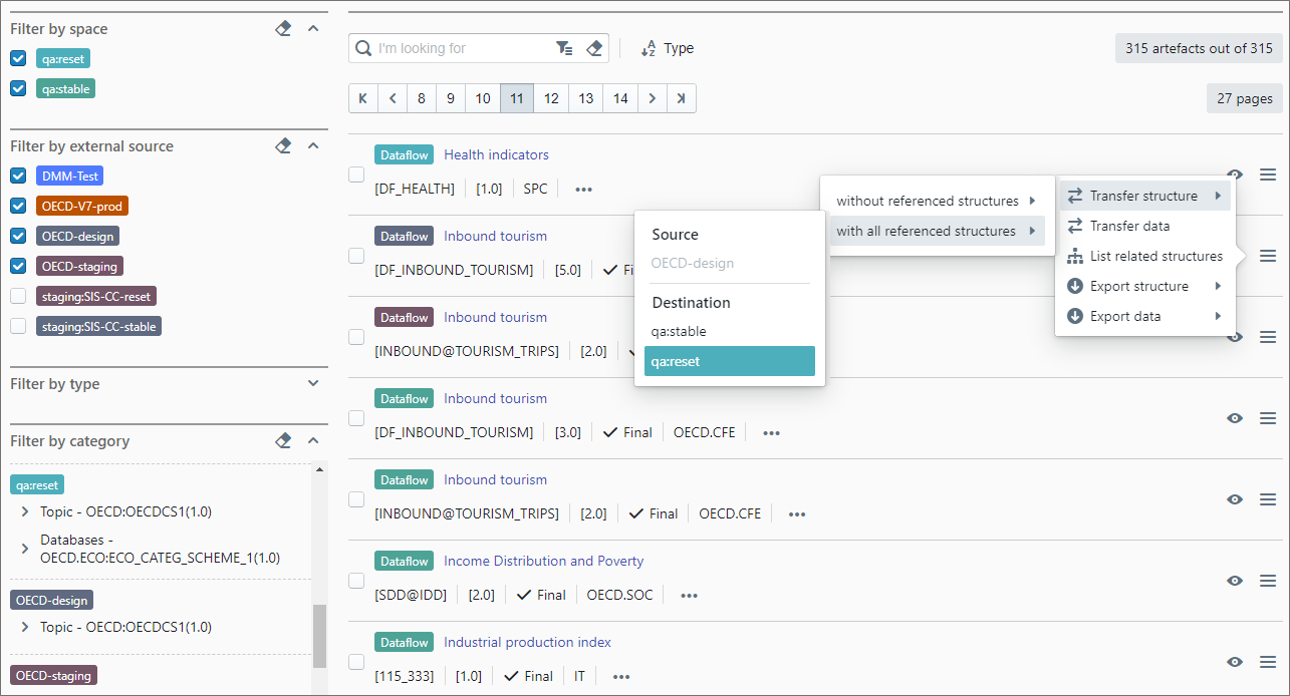 Filter by space
qa:reset
qa:stable
Filter by external source
DMM-Test
OECD-V7-prod
OECD-design
OECD-staging
staging:SIS-CC-reset
staging:SIS-CC-stable
Filter by type
Filter by category
qa:reset
Topic - OECD:OECDCS1(1.0)
Databases -
OECD.ECO:ECO_CATEG_SCHEME_1(1.0)
OECD-design
Topic - OECD:OECDCS1(1.0)
OECD-staging
I'm looking for
Type
315 artefacts out of 315
8 9 10 11 12 13 14
27 pages
Dataflow Health indicators
[DF_HEALTH] [1.0] SPC •••
Dataflow Inbound tourism
[DF_INBOUND_TOURISM] [5.0] Fi
Dataflow Inbound tourism
[INBOUND@TOURISM_TRIPS] [2.0]
Dataflow Inbound tourism
[DF_INBOUND_TOURISM] [3.0] Final OECD.CFE •••
Dataflow Inbound tourism
[INBOUND@TOURISM_TRIPS] [2.0] Final OECD.CFE •••
Dataflow Income Distribution and Poverty
[SDD@IDD] [2.0] Final OECD.SOC •••
Dataflow Industrial production index
[115_333] [1.0] Final IT •••
Transfer structure
Transfer data
List related structures
Export structure
Export data
without referenced structures
with all referenced structures
Source
OECD-design
Destination
qa:stable
qa:reset